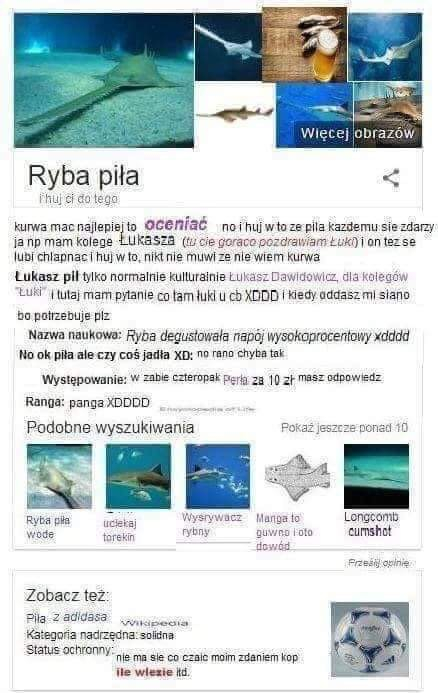 Więcej obrazów
Ryba piła
i huj ci do tego
kurwa mac najlepiej to oceniać no i huj w to ze pila kazdemu sie zdarzy
ja np mam kolege Łukasza (tu cie goraco pozdrawiam Łuki) i on tez se
lubi chlapnac i huj w to, nikt nie muwi ze nie wiem kurwa
Łukasz pił tylko normalnie kulturalnie Łukasz Dawidowicz, dla kolegów
"Łuki" i tutaj mam pytanie co tam łuki u cb XDDD i kiedy oddasz mi siano
bo potrzebuje plz
Nazwa naukowa: Ryba degustowała napój wysokoprocentowy xdddd
No ok piła ale czy coś jadła XD: no rano chyba tak
Występowanie: w zabie czteropak Perła za 10 zł masz odpowiedz
Ranga: panga XDDDD
Encyclopedia of Life
Podobne wyszukiwania
Pokaż jeszcze ponad 10
Ryba piła wode
uciekaj torekin
Wysrywacz rybny
Manga to guwno i oto dowód
Longcomb cumshot
Prześlij opinię
Zobacz też:
Piła z adidasa
Wikipedia
Kategoria nadrzędna: solidna
Status ochronny: nie ma sie co czaic moim zdaniem kop
ile wlezie itd.